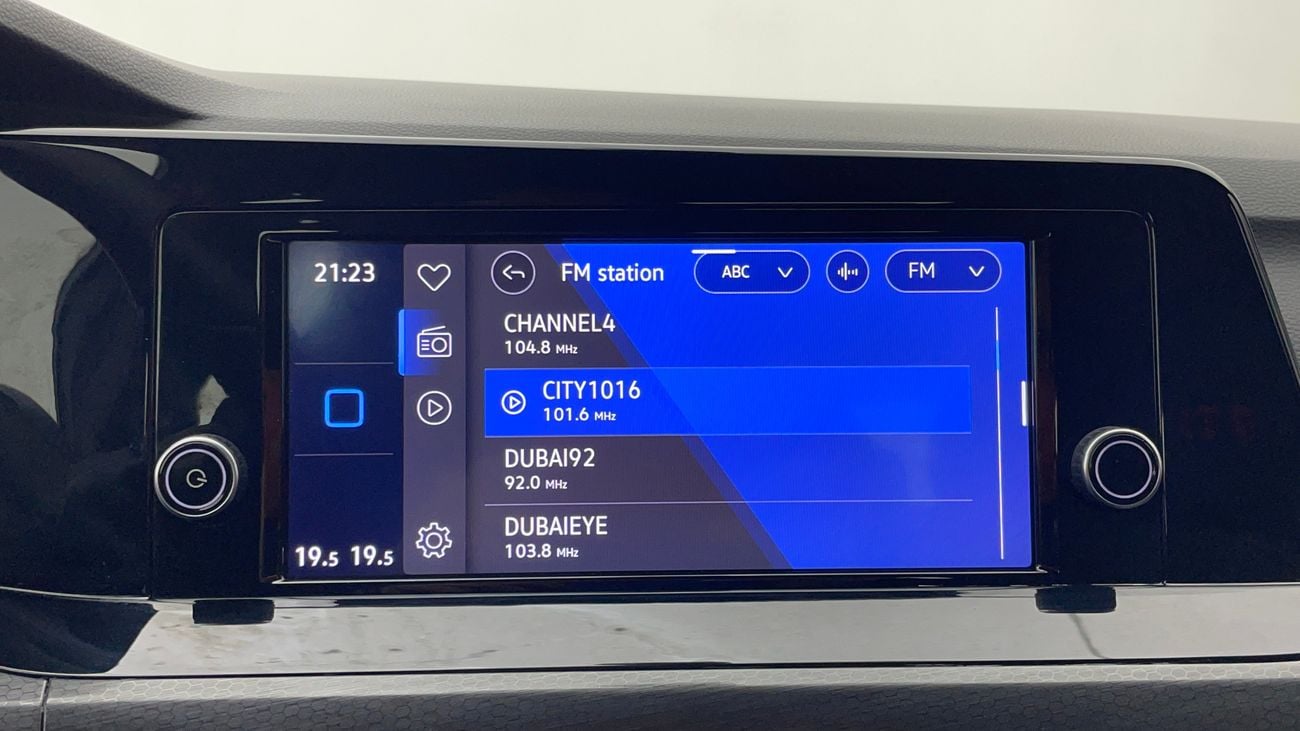 21:23
FM station
ABC
FM
CHANNEL4
104.8 MHz
CITY1016
101.6 MHz
DUBAI92
92.0 MHz
DUBAIEYE
103.8 MHz
19.5 19.5